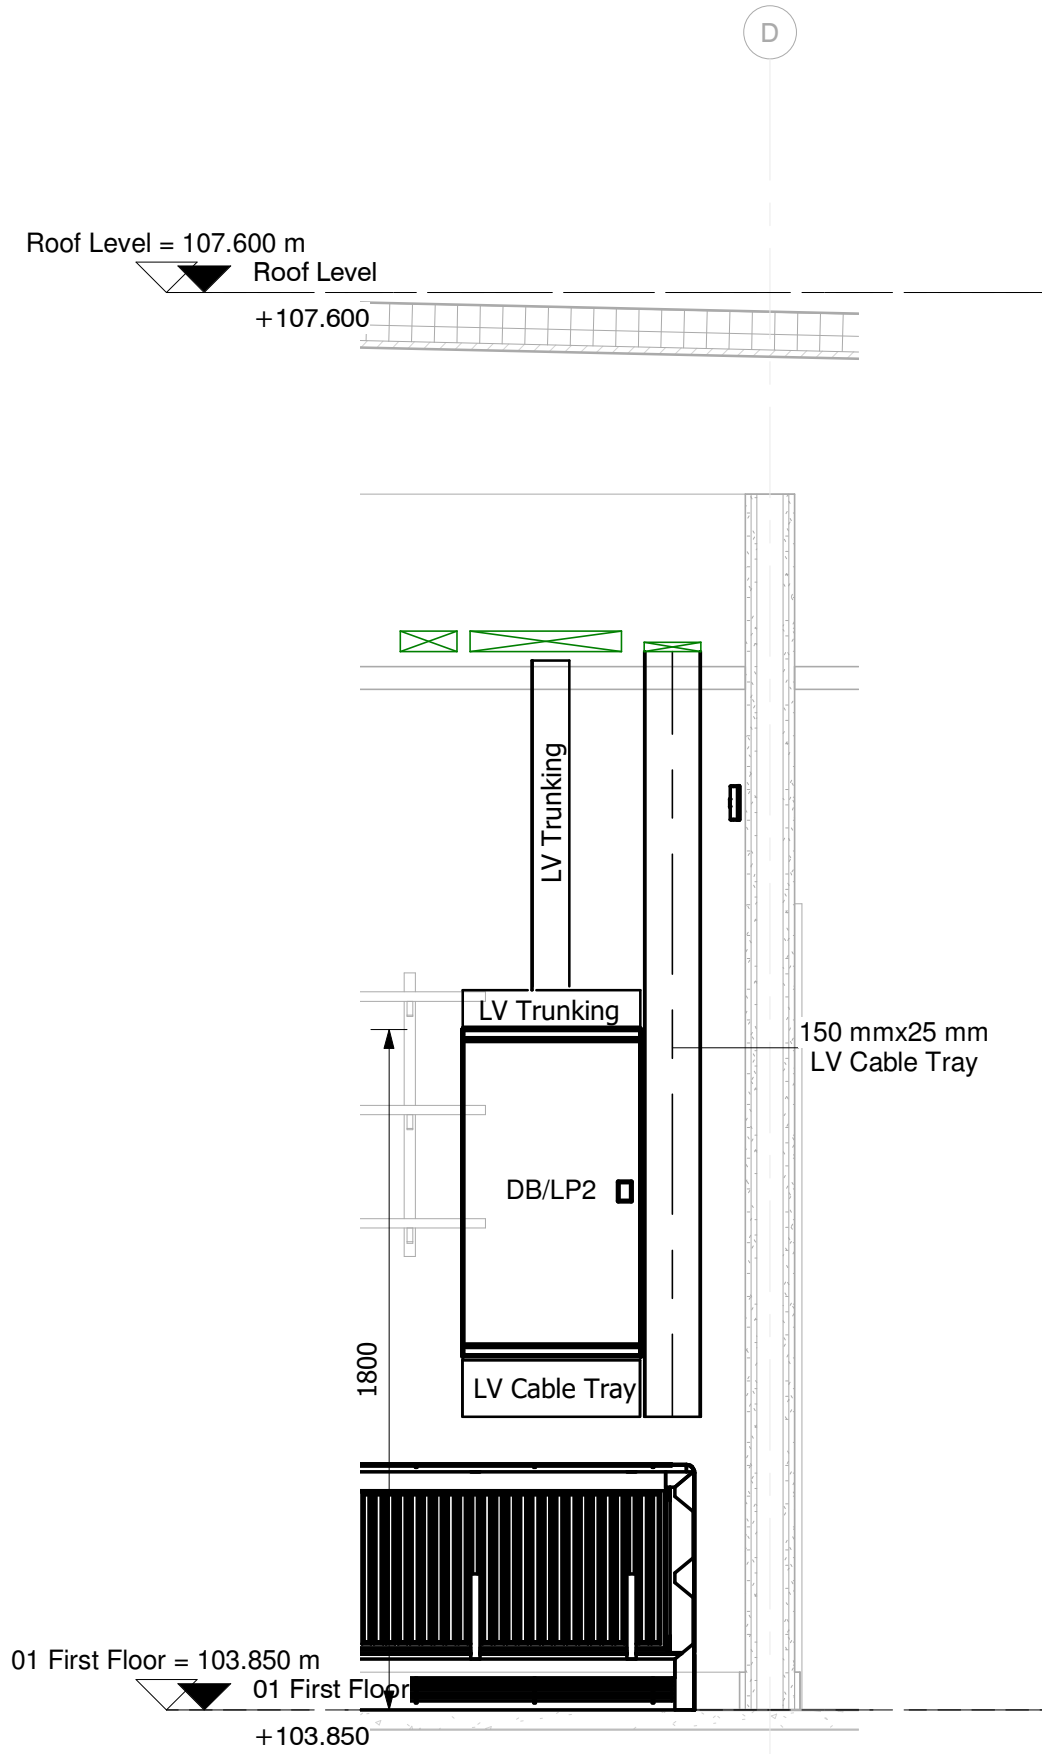 D
Roof Level = 107.600 m
Roof Level
+107.600
LV Trunking
LV Trunking
150 mmx25 mm
LV Cable Tray
DB/LP2
1800
LV Cable Tray
01 First Floor = 103.850 m
01 First Floor
+103.850